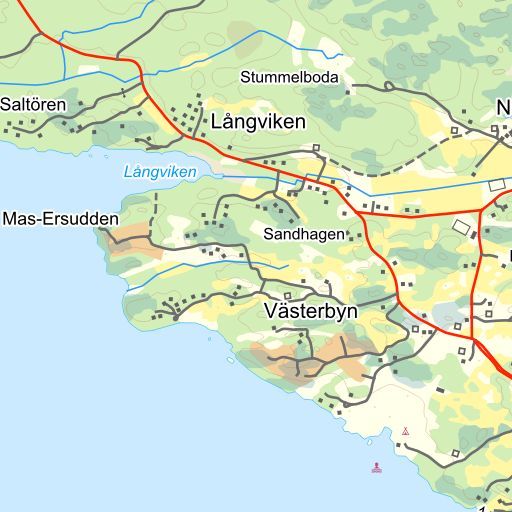 Stummelboda
Saltören
N
Långviken
Långviken
Mas-Ersudden
Sandhagen
Västerbyn